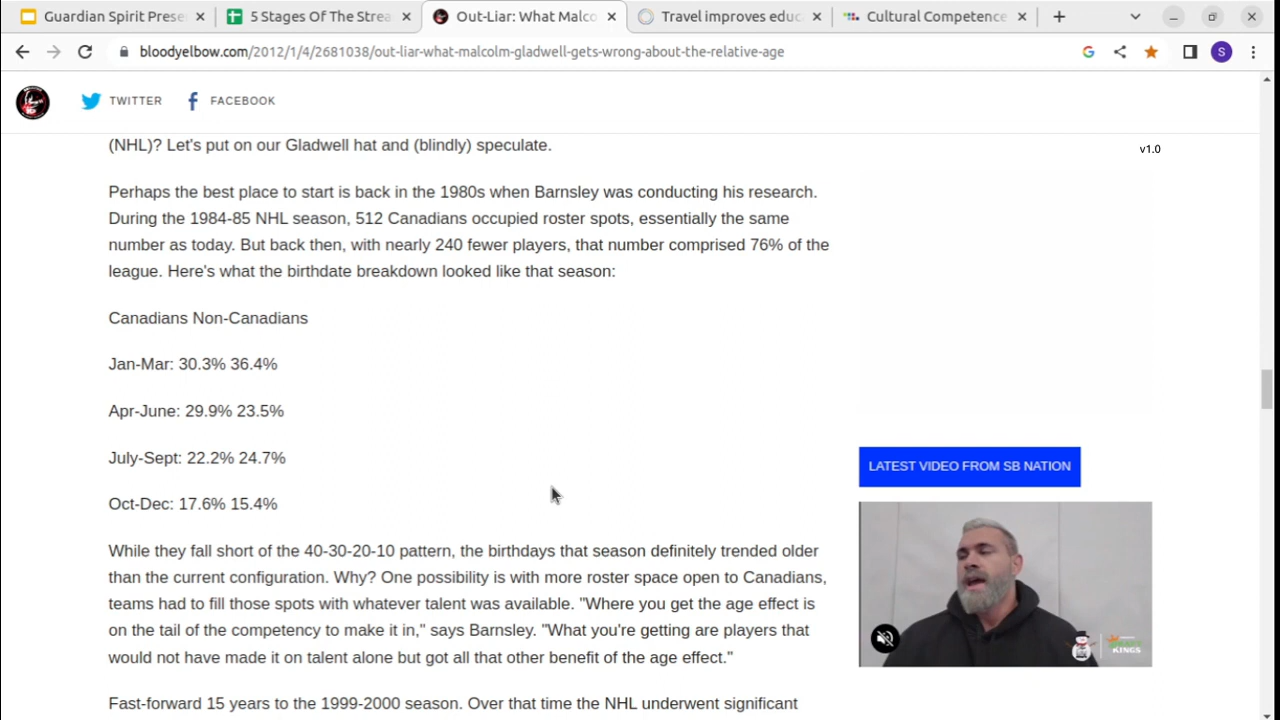 Guardian Spirit Prese
5 Stages Of The Strea
Out-Liar: What Malco
Travel improves educ
Cultural Competence
bloodyelbow.com/2012/1/4/2681038/out-liar-what-malcolm-gladwell-gets-wrong-about-the-relative-age
G
S
TWITTER
FACEBOOK
(NHL)? Let's put on our Gladwell hat and (blindly) speculate.
v1.0
Perhaps the best place to start is back in the 1980s when Barnsley was conducting his research.
During the 1984-85 NHL season, 512 Canadians occupied roster spots, essentially the same
number as today. But back then, with nearly 240 fewer players, that number comprised 76% of the
league. Here's what the birthdate breakdown looked like that season:
Canadians Non-Canadians
Jan-Mar: 30.3% 36.4%
Apr-June: 29.9% 23.5%
July-Sept: 22.2% 24.7%
Oct-Dec: 17.6% 15.4%
LATEST VIDEO FROM SB NATION
While they fall short of the 40-30-20-10 pattern, the birthdays that season definitely trended older
than the current configuration. Why? One possibility is with more roster space open to Canadians,
teams had to fill those spots with whatever talent was available. "Where you get the age effect is
on the tail of the competency to make it in," says Barnsley. "What you're getting are players that
would not have made it on talent alone but got all that other benefit of the age effect."
KINGS
Fast-forward 15 years to the 1999-2000 season. Over that time the NHL underwent significant